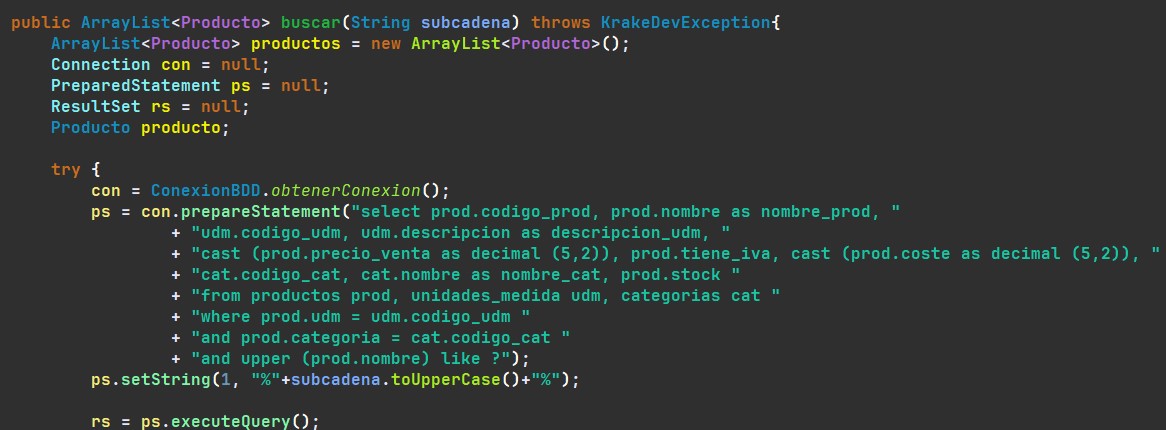 public ArrayList<Producto> buscar(String subcadena) throws KrakeDevException{
    ArrayList<Producto> productos = new ArrayList<Producto>();
    Connection con = null;
    PreparedStatement ps = null;
    ResultSet rs = null;
    Producto producto;

    try {
        con = ConexionBDD.obtenerConexion();
        ps = con.prepareStatement("select prod.codigo_prod, prod.nombre as nombre_prod, "
                + "udm.codigo_udm, udm.descripcion as descripcion_udm, "
                + "cast (prod.precio_venta as decimal (5,2)), prod.tiene_iva, cast (prod.coste as decimal (5,2)), "
                + "cat.codigo_cat, cat.nombre as nombre_cat, prod.stock "
                + "from productos prod, unidades_medida udm, categorias cat "
                + "where prod.udm = udm.codigo_udm "
                + "and prod.categoria = cat.codigo_cat "
                + "and upper (prod.nombre) like ?");
        ps.setString(1, "%"+subcadena.toUpperCase()+"%");

        rs = ps.executeQuery();